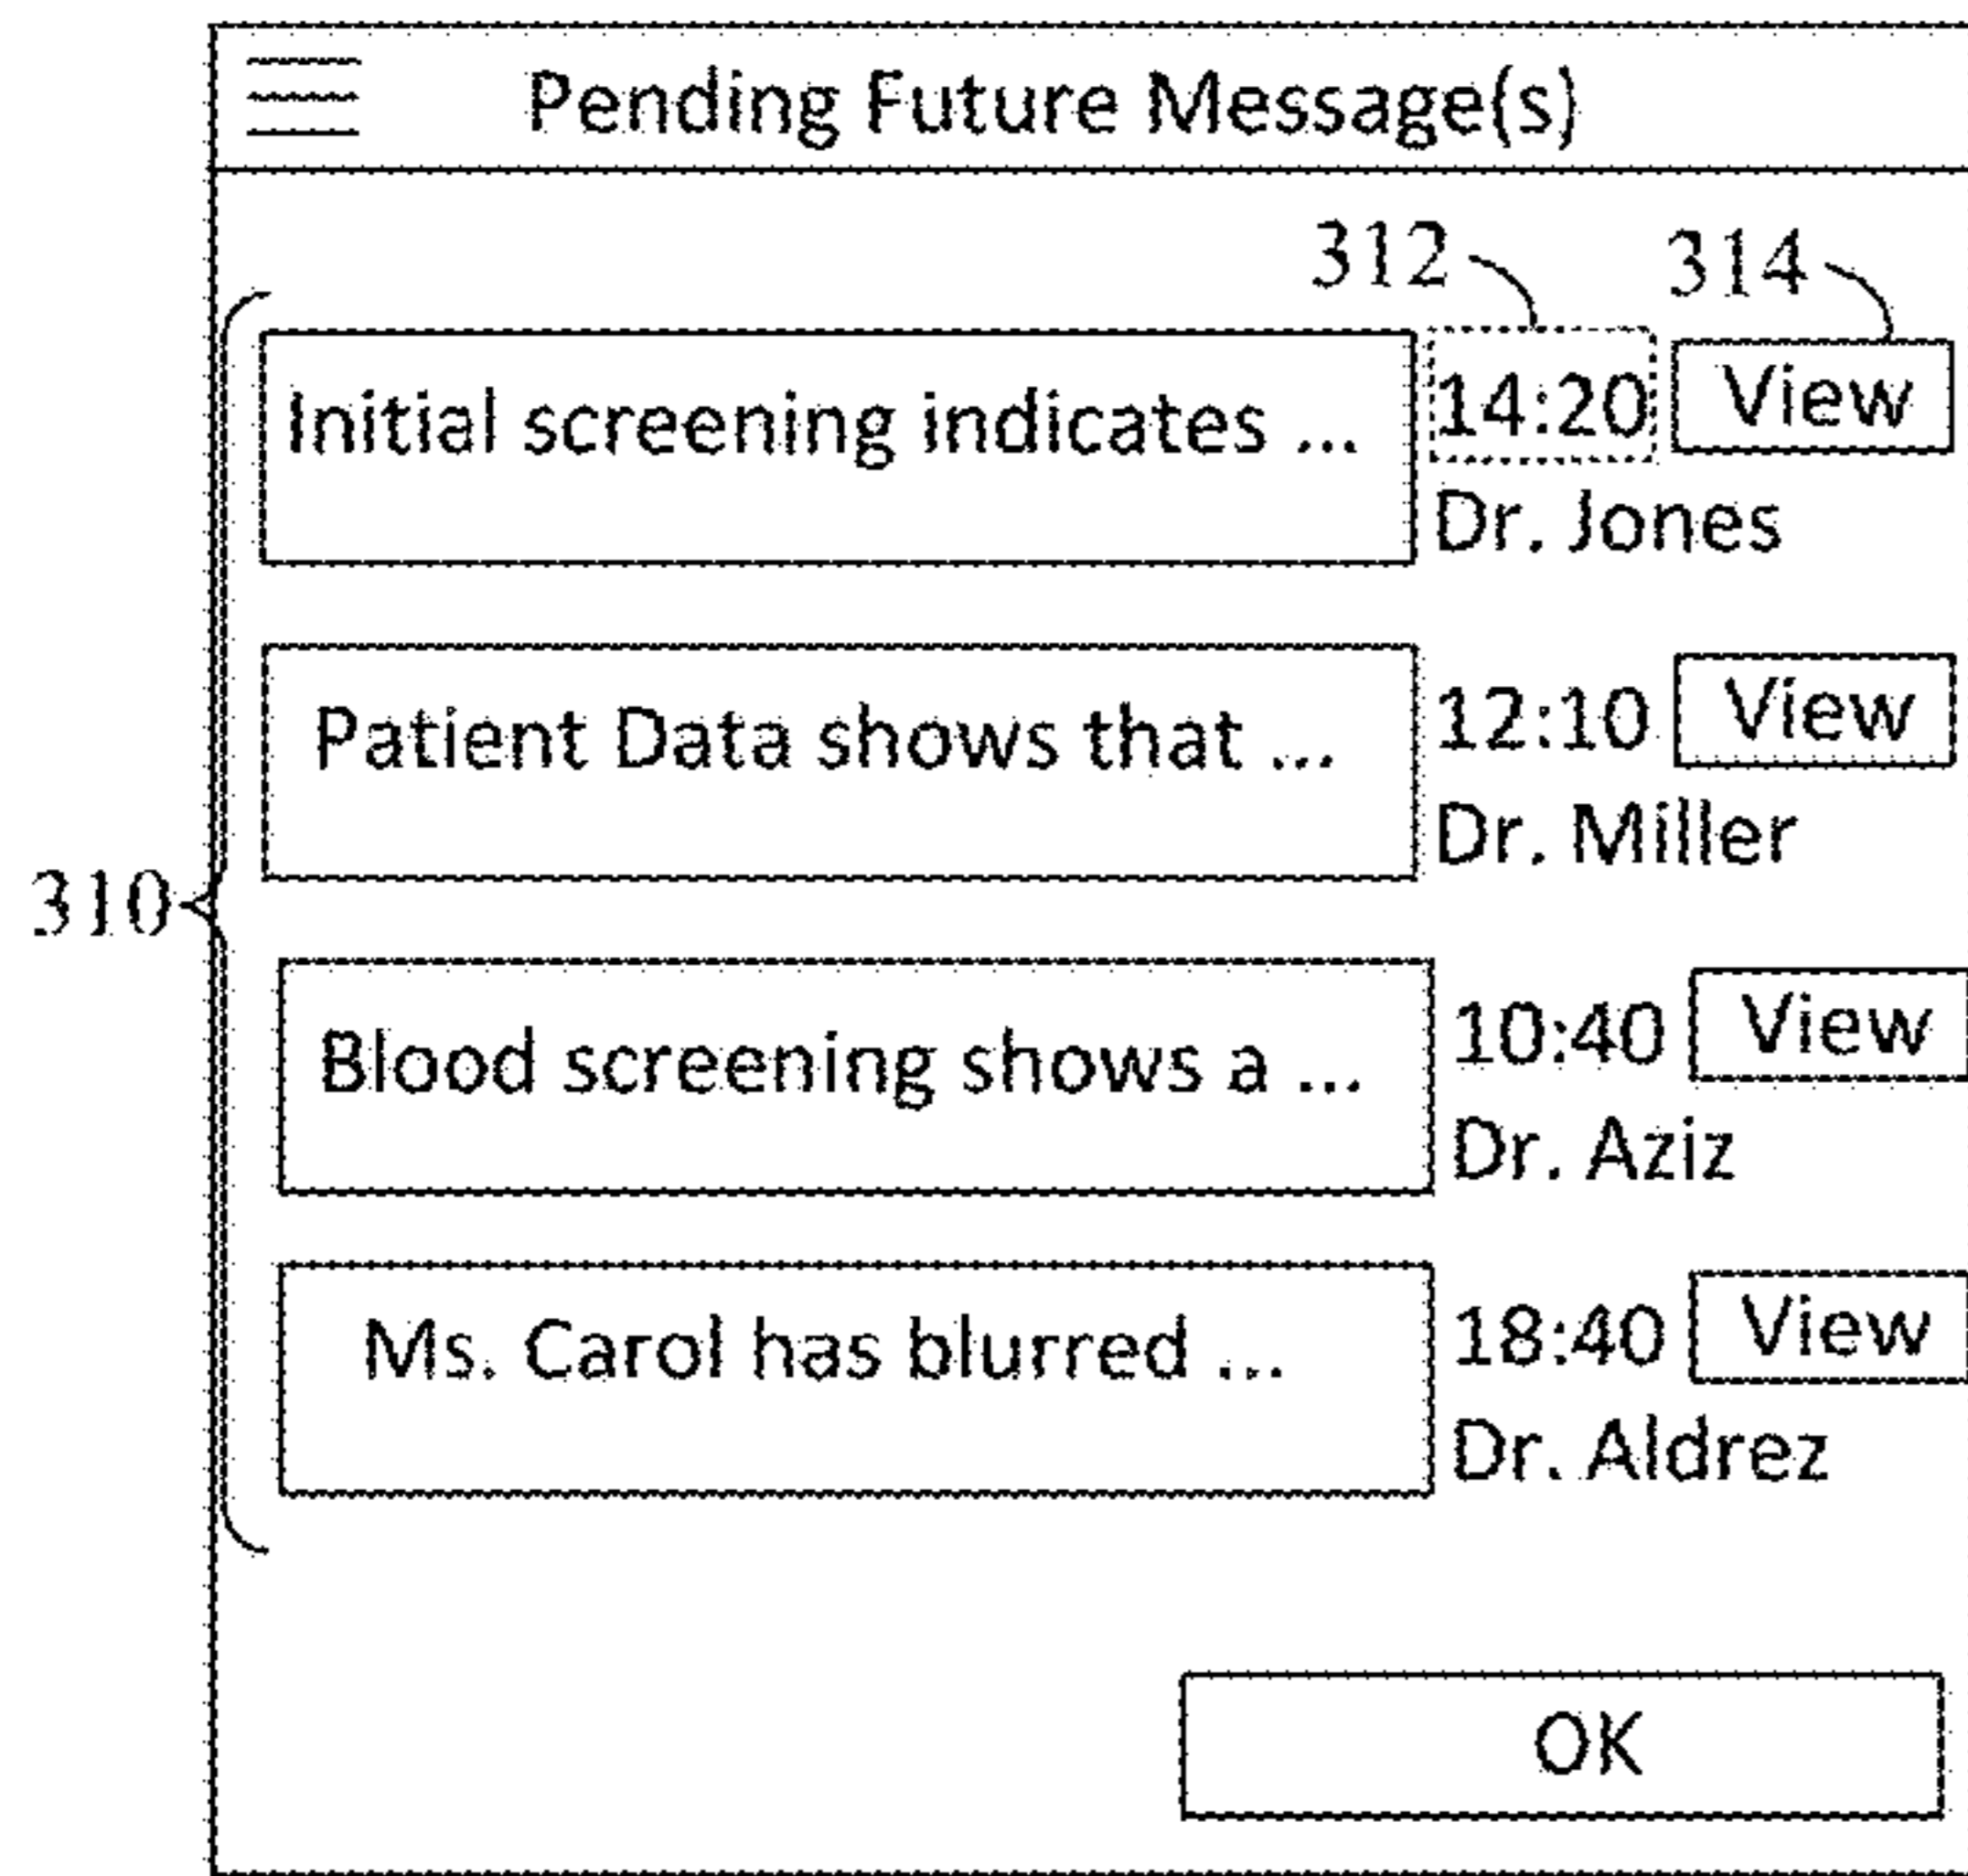 Pending Future Message(s)
312 314
Initial screening indicates ... 14:20 View
Dr. Jones
Patient Data shows that ... 12:10 View
Dr. Miller
310
Blood screening shows a ... 10:40 View
Dr. Aziz
Ms. Carol has blurred ... 18:40 View
Dr. Aldrez
OK